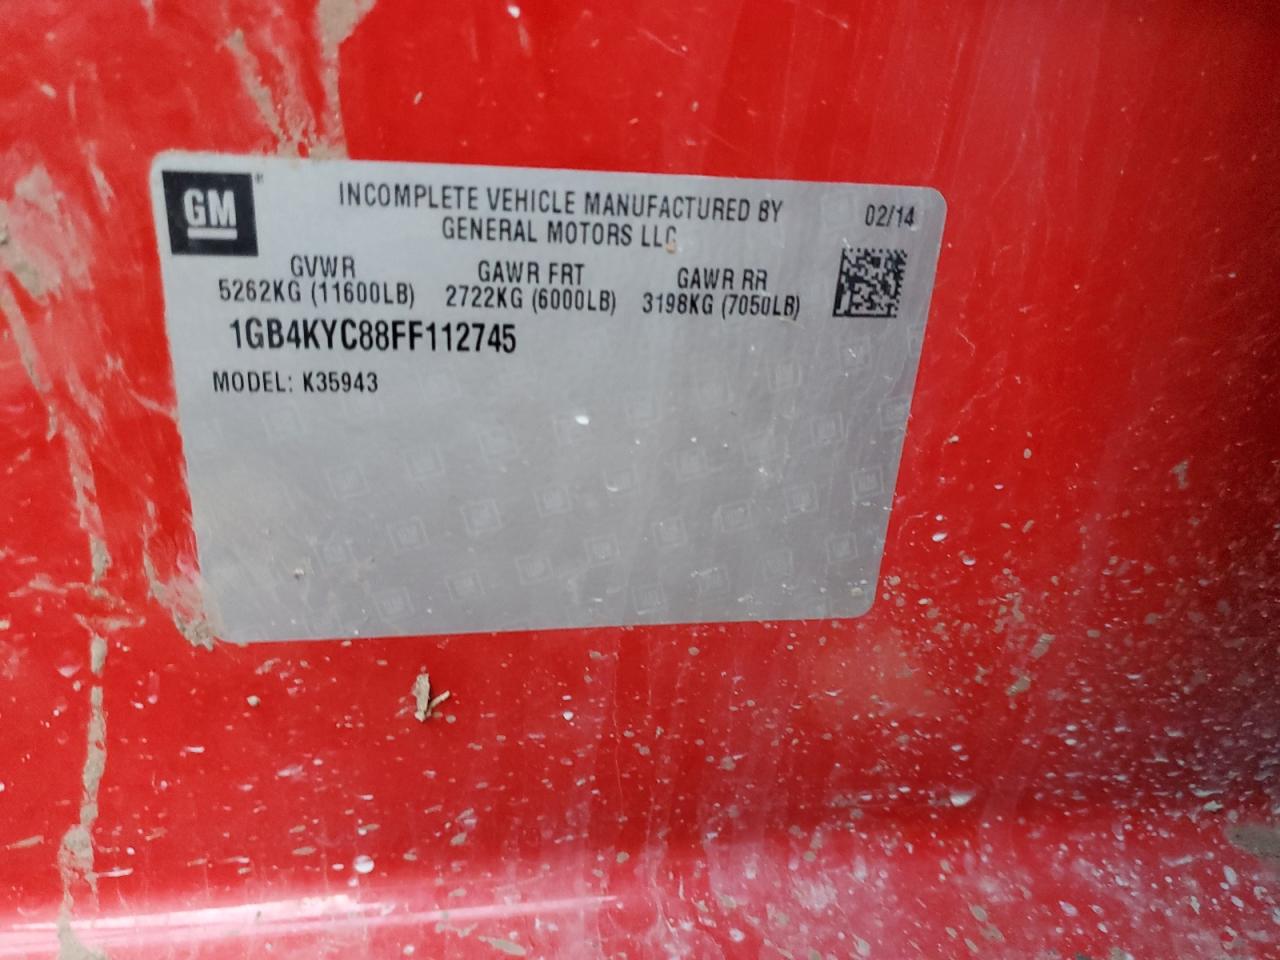 GM
INCOMPLETE VEHICLE MANUFACTURED BY
GENERAL MOTORS LLC
02/14
GVWR GAWR FRT GAWR RR
5262KG (11600LB) 2722KG (6000LB) 3198KG (7050LB)
1GB4KYC88FF112745
MODEL: K35943